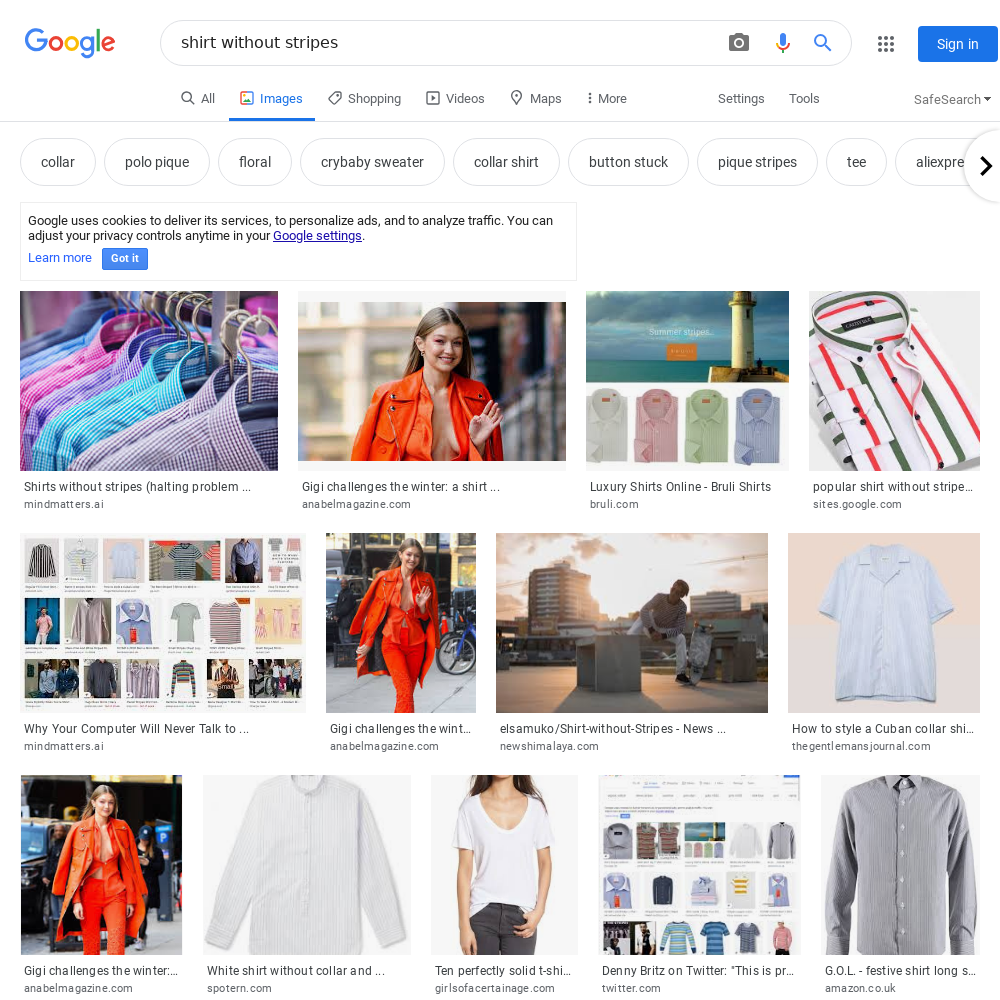 Google
shirt without stripes
Sign in
All
Images
Shopping
Videos
Maps
More
Settings
Tools
SafeSearch
collar
polo pique
floral
crybaby sweater
collar shirt
button stuck
pique stripes
tee
aliexpre
Google uses cookies to deliver its services, to personalize ads, and to analyze traffic. You can
adjust your privacy controls anytime in your Google settings.
Learn more
Got it
Summer stripes
Shirts without stripes (halting problem ...
mindmatters.ai
Gigi challenges the winter: a shirt ...
anabelmagazine.com
Luxury Shirts Online - Bruli Shirts
bruli.com
popular shirt without stripe...
sites.google.com
Why Your Computer Will Never Talk to ...
mindmatters.ai
Gigi challenges the wint...
anabelmagazine.com
elsamuko/Shirt-without-Stripes - News ...
newshimalaya.com
How to style a Cuban collar shi...
thegentlemansjournal.com
Gigi challenges the winter:...
anabelmagazine.com
White shirt without collar and ...
spotern.com
Ten perfectly solid t-shi...
girlsofacertainage.com
Denny Britz on Twitter: "This is pr...
twitter.com
G.O.L. - festive shirt long s...
amazon.co.uk